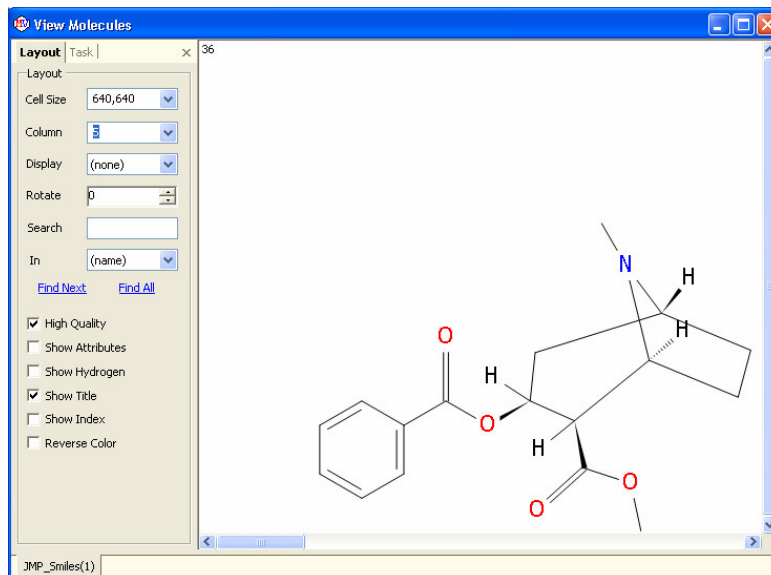 View Molecules
Layout Task
Layout
Cell Size 640,640
Column 5
Display (none)
Rotate 0
Search
In (name)
Find Next Find All
High Quality
Show Attributes
Show Hydrogen
Show Title
Show Index
Reverse Color
JMP_Smiles(1)
36
N
H
H
O
H
O
H
O
O